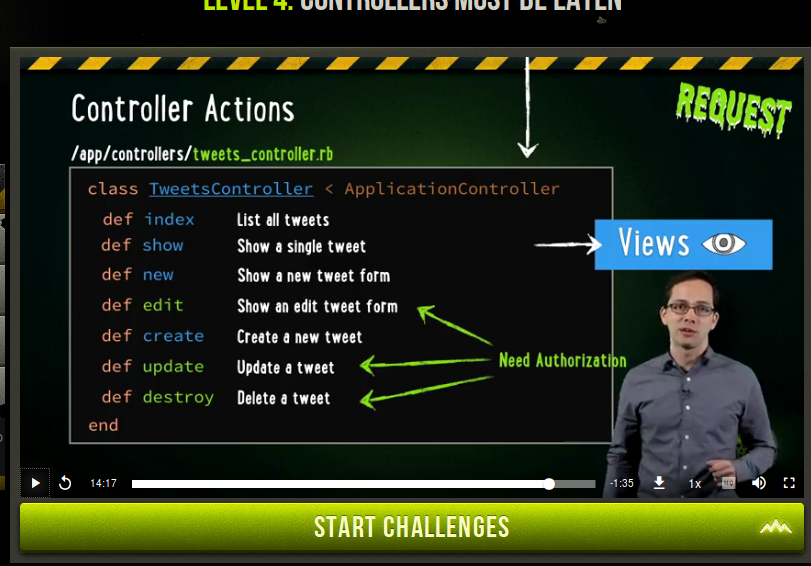 LEVEL 4: CONTROLLERS MUST BE EATEN
Controller Actions
REQUEST
/app/controllers/tweets_controller.rb
class TweetsController < ApplicationController
def index List all tweets
def show Show a single tweet
Views
def new Show a new tweet form
def edit Show an edit tweet form
def create Create a new tweet
Need Authorization
def update Update a tweet
def destroy Delete a tweet
end
14:17
-1:35
1x
START CHALLENGES